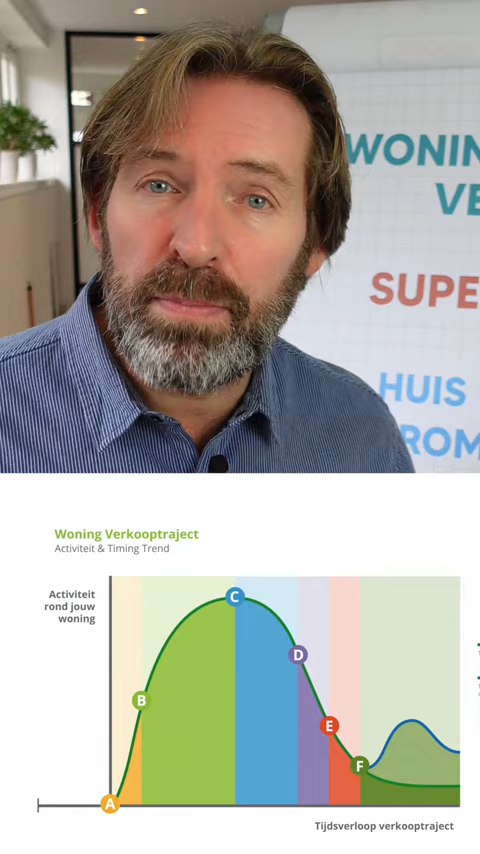 WONIN
VE
SUPE
HUIS
ROM
Woning Verkooptraject
Activiteit & Timing Trend
Activiteit
rond jouw
woning
C
D
B
E
F
A
Tijdsverloop verkooptraject